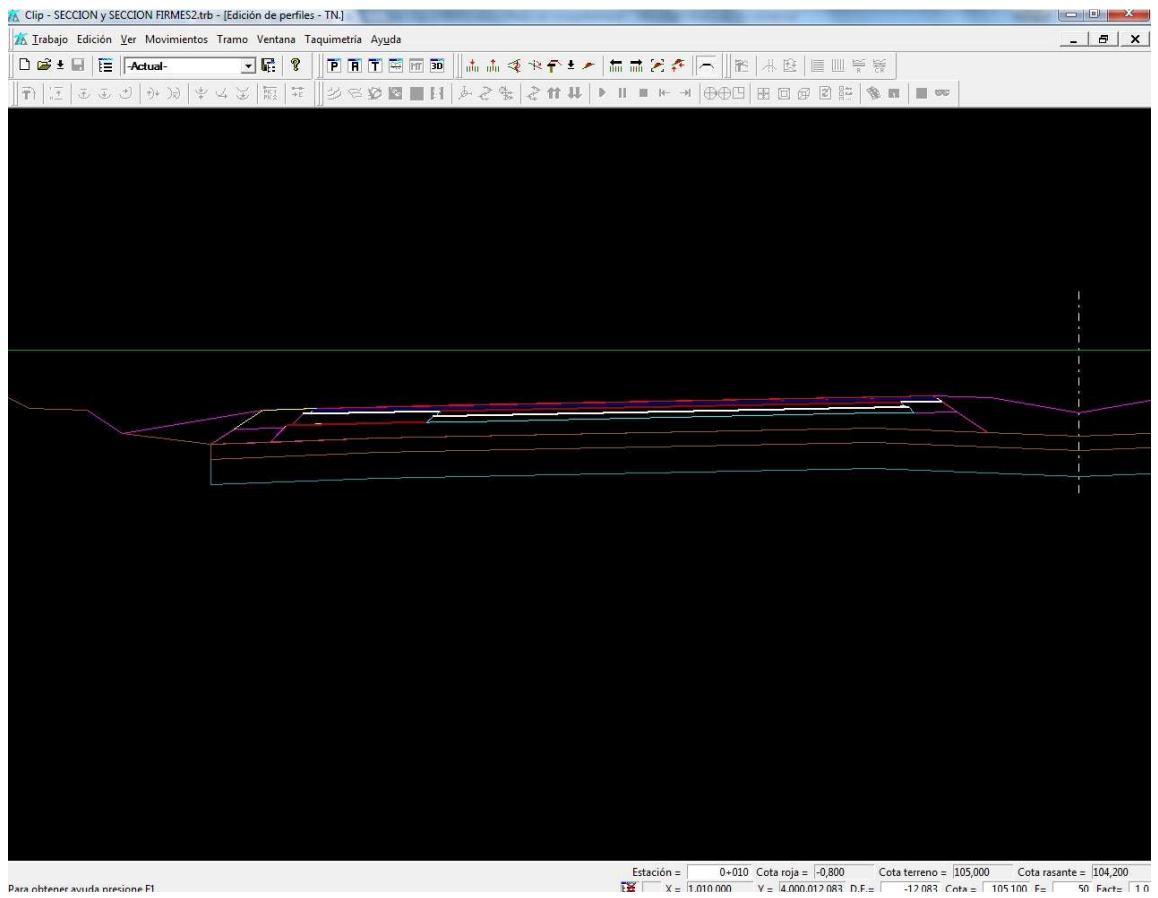 Clip - SECCION y SECCION FIRMES2.trb - [Edición de perfiles - TN.]
Trabajo Edición Ver Movimientos Tramo Ventana Taquimetría Ayuda
-Actual- P R T MT 3D
Estación = 0+010 Cota roja = -0,800 Cota terreno = 105,000 Cota rasante = 104,200
Para obtener ayuda presione F1 X = 1.010,000 Y = 4.000.012,083 D.E.= -12,083 Cota = 105,100 E= 50 Fact= 1,0